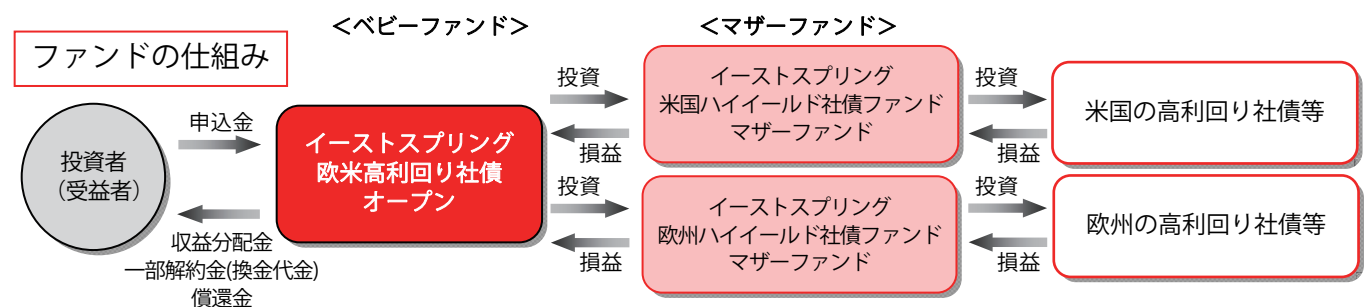 ファンドの仕組み
＜ベビーファンド＞
＜マザーファンド＞
投資者
（受益者）
申込金
収益分配金
一部解約金(換金代金)
償還金
イーストスプリング
欧米高利回り社債
オープン
投資
損益
投資
損益
イーストスプリング
米国ハイイールド社債ファンド
マザーファンド
イーストスプリング
欧州ハイイールド社債ファンド
マザーファンド
投資
損益
投資
損益
米国の高利回り社債等
欧州の高利回り社債等